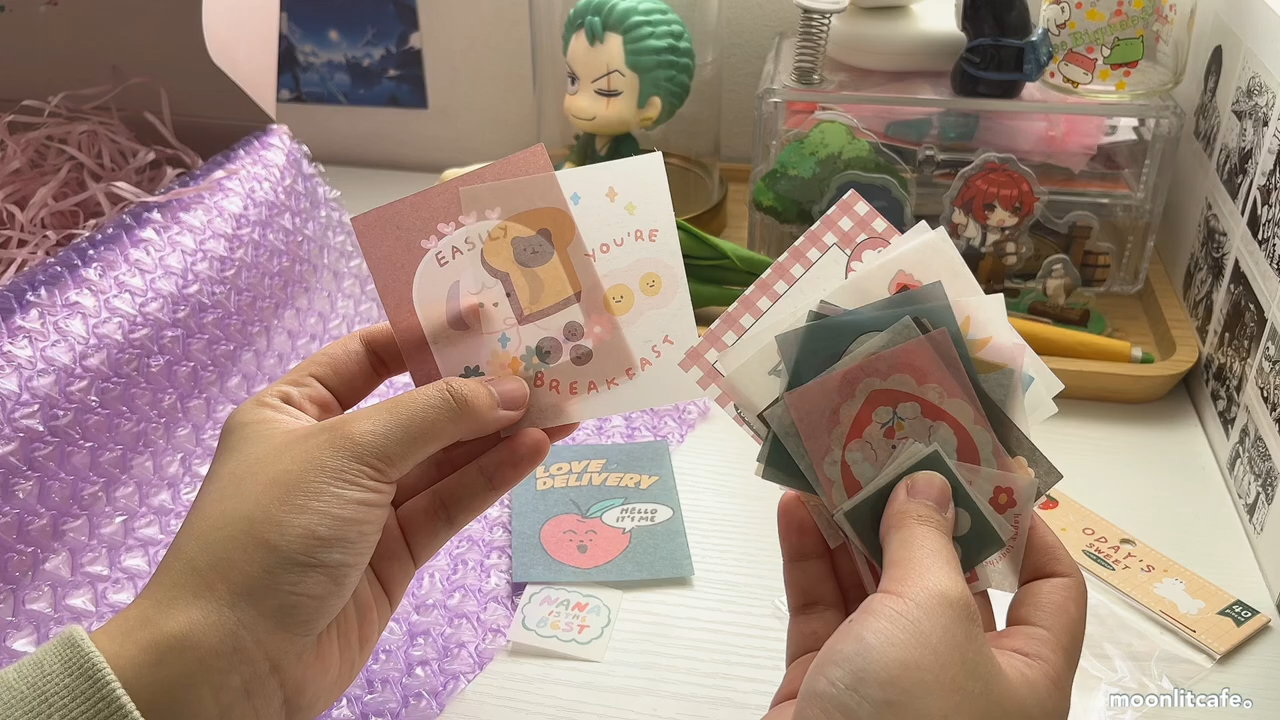 EASILY
YOU'RE
BREAKFAST
LOVE
DELIVERY
HELLO
IT'S ME
NANA
IS THE
BEST
ODAY'S
SWEET
40
moonlitcafe.